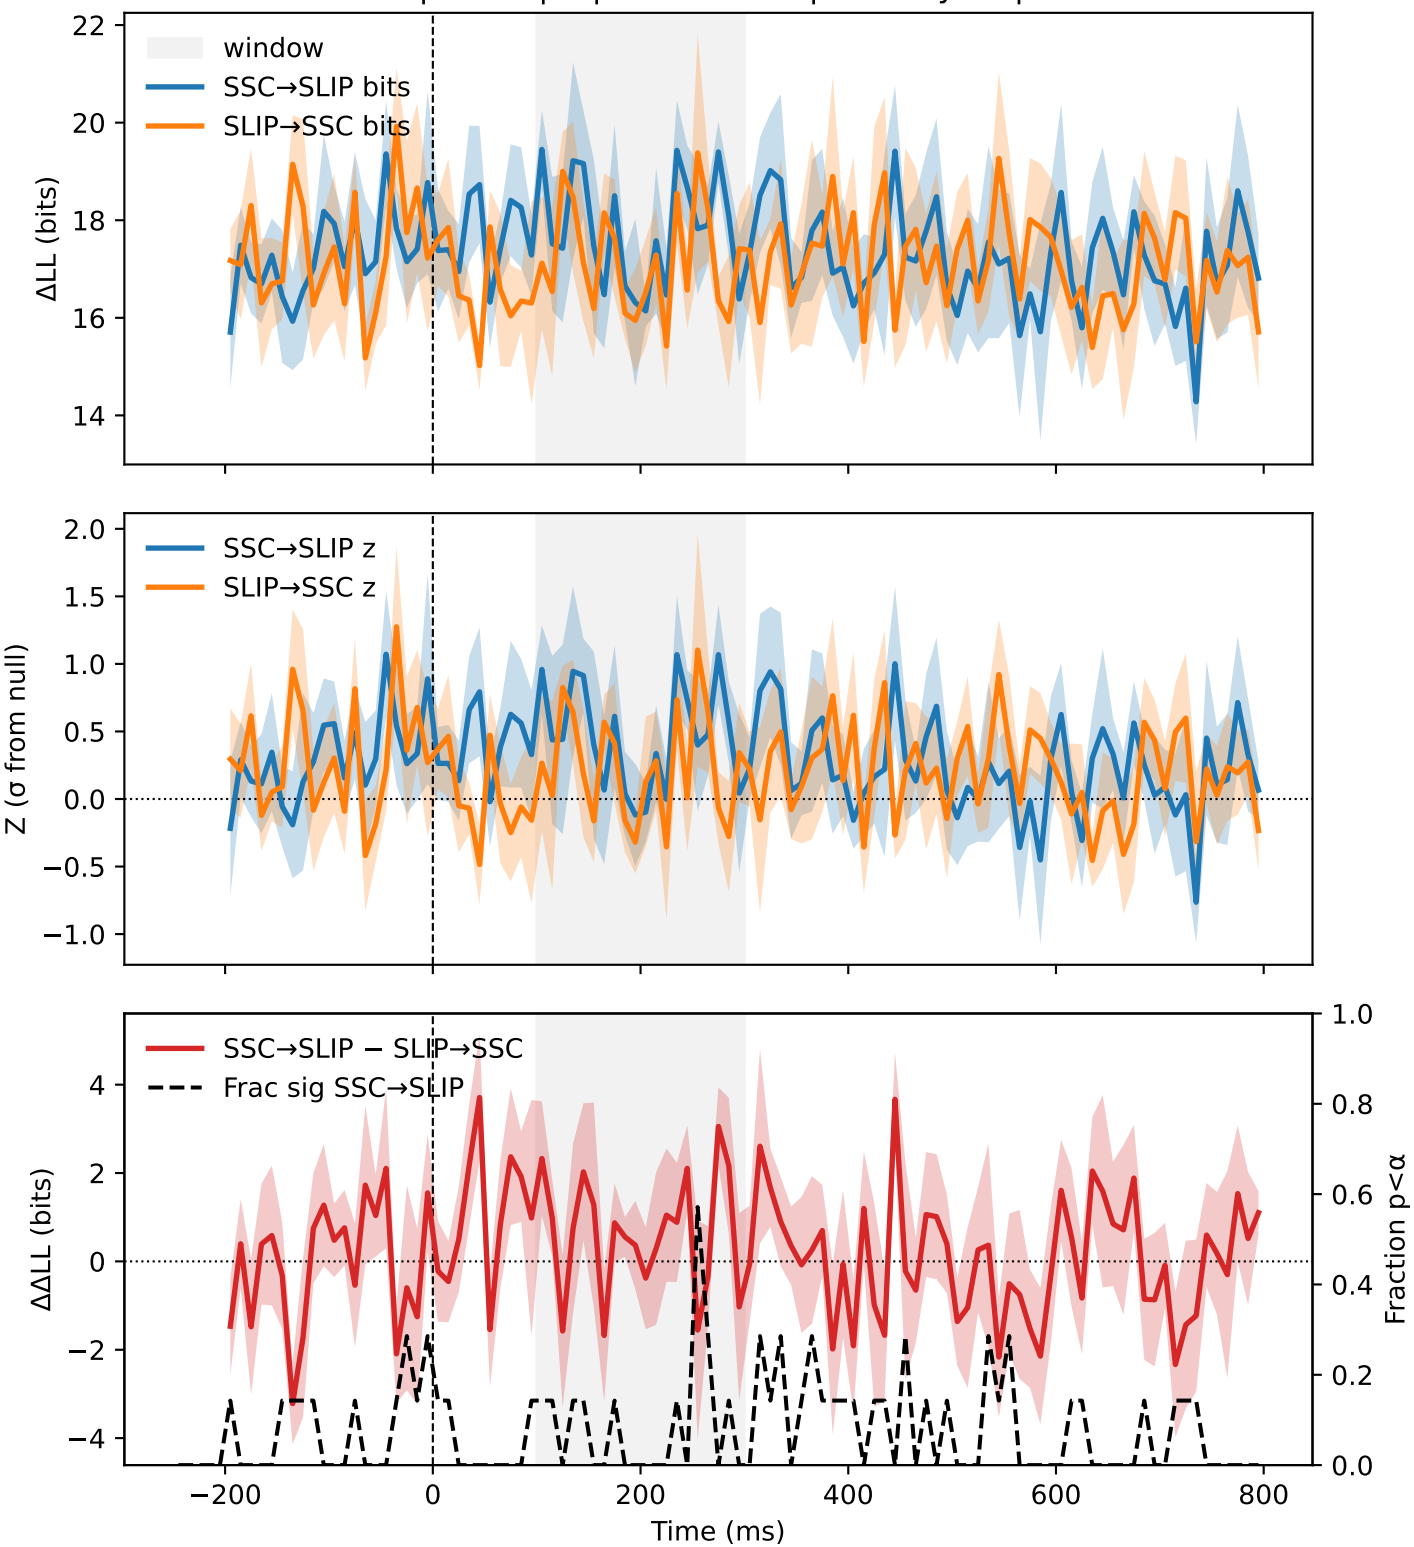 22
20
18
16
14
ΔLL (bits)
window
SSC→SLIP bits
SLIP→SSC bits
2.0
1.5
1.0
0.5
0.0
−0.5
−1.0
Z (σ from null)
SSC→SLIP z
SLIP→SSC z
4
2
0
−2
−4
ΔΔLL (bits)
SSC→SLIP − SLIP→SSC
Frac sig SSC→SLIP
1.0
0.8
0.6
0.4
0.2
0.0
Fraction p<α
−200
0
200
400
600
800
Time (ms)